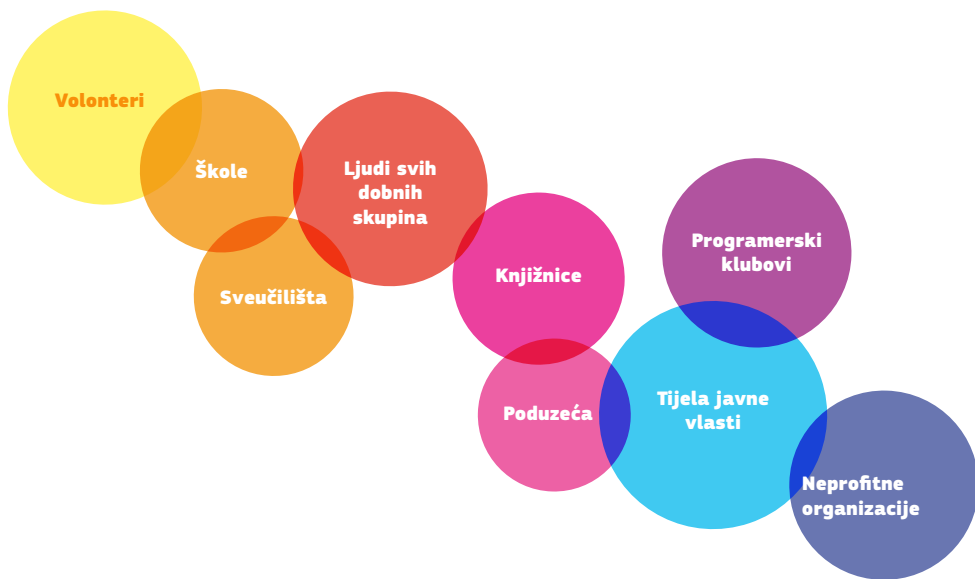 Volonteri
Škole
Sveučilišta
Ljudi svih
dobnih
skupina
Knjižnice
Poduzeća
Programerski
klubovi
Tijela javne
vlasti
Neprofitne
organizacije